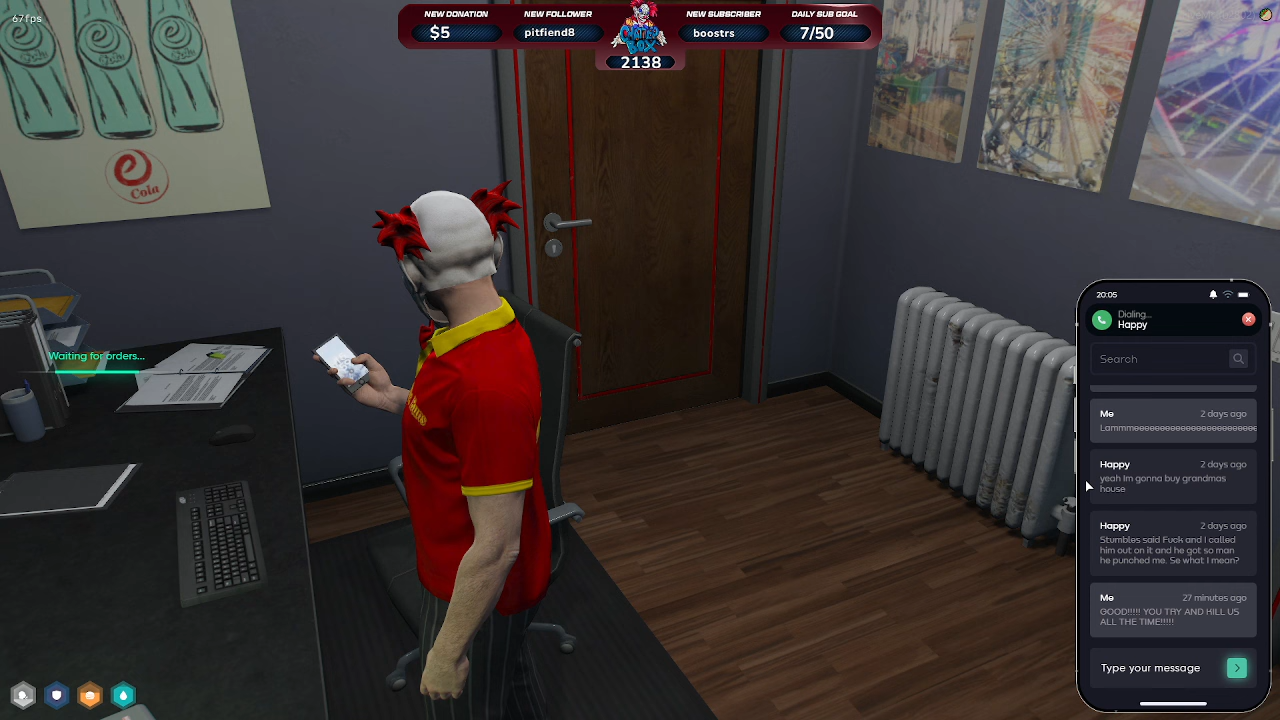 67fps
NEW DONATION
$5
NEW FOLLOWER
pitfiend8
2138
NEW SUBSCRIBER
boostrs
DAILY SUB GOAL
7/50
Cola
Waiting for orders...
20:05
Dialing...
Happy
Search
Me
2 days ago
Happy
2 days ago
yeah Im gonna buy grandmas
house
Happy
2 days ago
Stumbles said Fuck and I called
him out on it and he got so man
he punched me. Se what I mean?
Me
27 minutes ago
GOOD!!!!! YOU TRY AND KILL US
ALL THE TIME!!!!!
Type your message